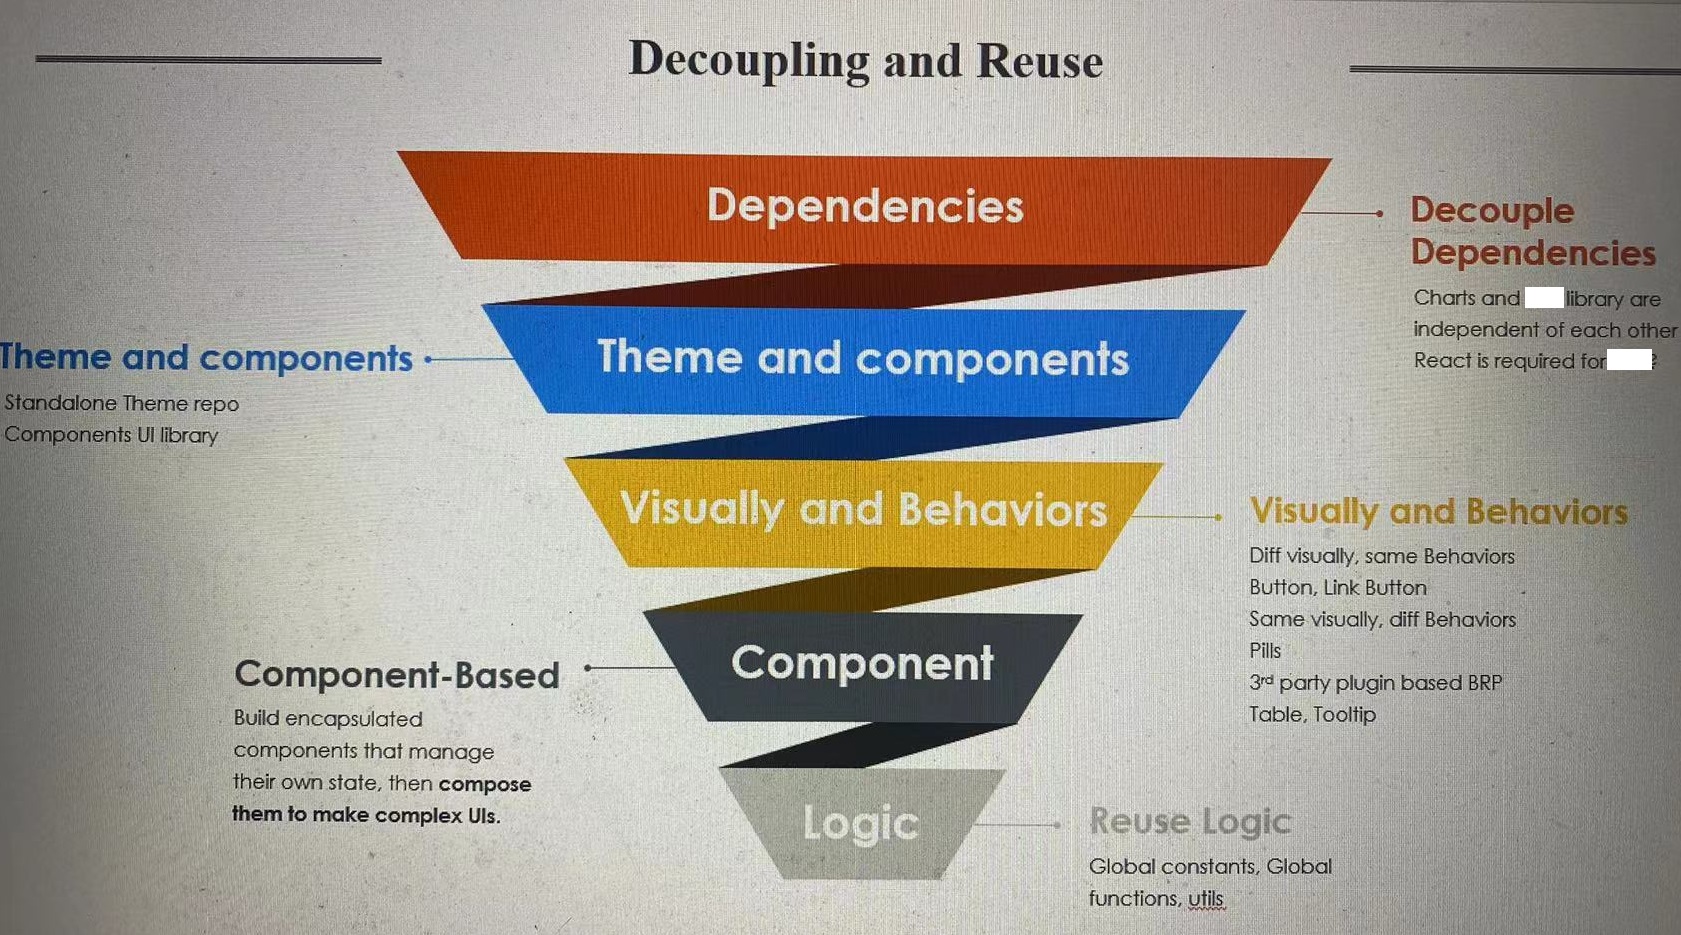 Decoupling and Reuse
Dependencies
Decouple
Dependencies
Charts and library are
independent of each other
React is required for ?
Theme and components
Theme and components
Standalone Theme repo
Components UI library
Visually and Behaviors
Visually and Behaviors
Diff visually, same Behaviors
Button, Link Button
Same visually, diff Behaviors
Pills
3rd party plugin based BRP
Table, Tooltip
Component
Component-Based
Build encapsulated
components that manage
their own state, then compose
them to make complex UIs.
Logic
Reuse Logic
Global constants, Global
functions, utils